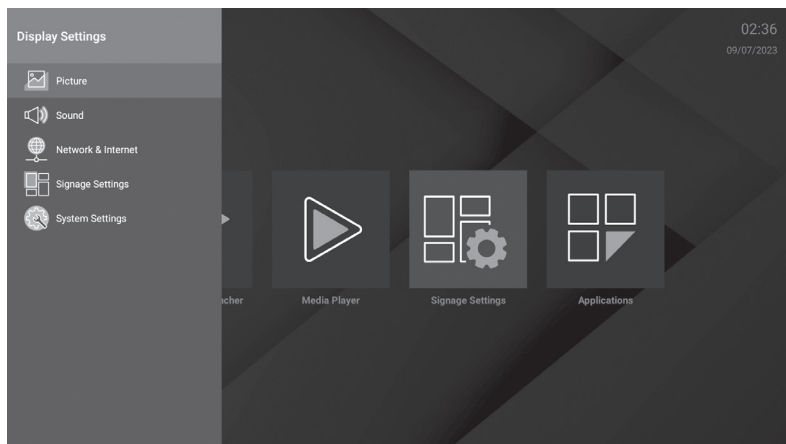 Display Settings
02:36
09/07/2023
Picture
Sound
Network & Internet
Signage Settings
System Settings
ncher
Media Player
Signage Settings
Applications